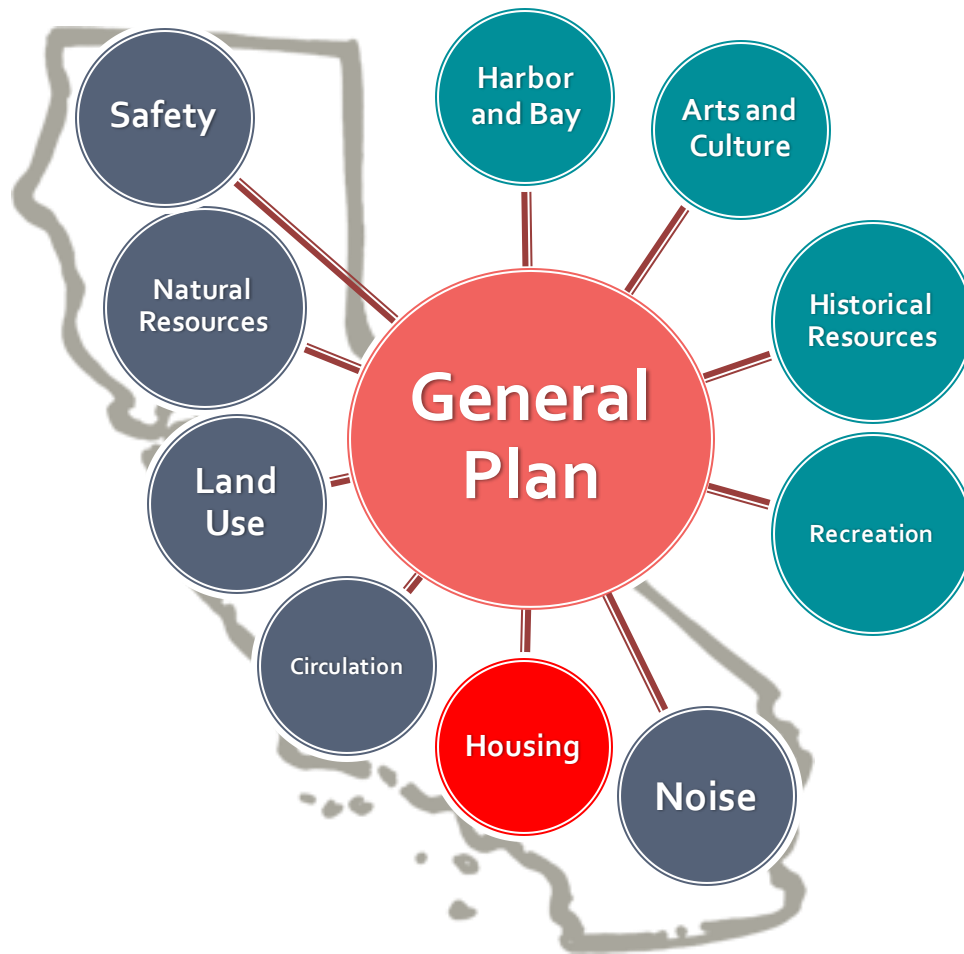 Safety
Harbor
and Bay
Arts and
Culture
Natural
Resources
Historical
Resources
General
Plan
Land
Use
Recreation
Circulation
Housing
Noise